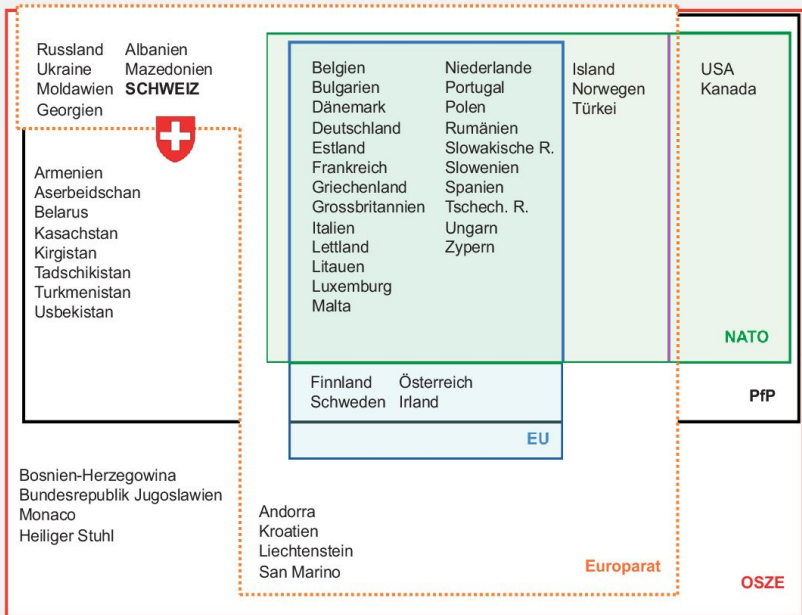 Russland
Ukraine
Moldawien
Georgien
Albanien
Mazedonien
SCHWEIZ
Armenien
Aserbeidschan
Belarus
Kasachstan
Kirgistan
Tadschikistan
Turkmenistan
Usbekistan
Belgien
Bulgarien
Dänemark
Deutschland
Estland
Frankreich
Griechenland
Grossbritannien
Italien
Lettland
Litauen
Luxemburg
Malta
Niederlande
Portugal
Polen
Rumänien
Slowakische R.
Slowenien
Spanien
Tschech. R.
Ungarn
Zypern
Island
Norwegen
Türkei
USA
Kanada
NATO
Finnland
Schweden
Österreich
Irland
PfP
EU
Bosnien-Herzegowina
Bundesrepublik Jugoslawien
Monaco
Heiliger Stuhl
Andorra
Kroatien
Liechtenstein
San Marino
Europarat
OSZE